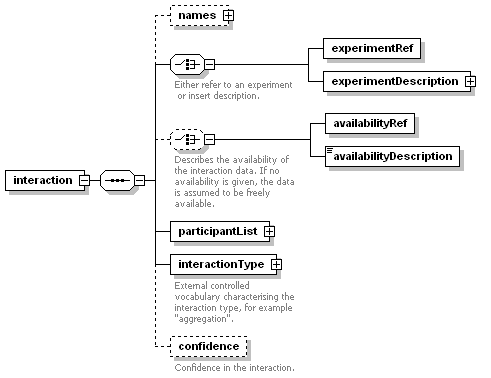 names
experimentRef
Either refer to an experiment
or insert description.
experimentDescription
availabilityRef
Describes the availability of
the interaction data. If no
availability is given, the data
is assumed to be freely
available.
availabilityDescription
interaction
participantList
interactionType
External controlled
vocabulary characterising the
interaction type, for example
"aggregation".
confidence
Confidence in the interaction.